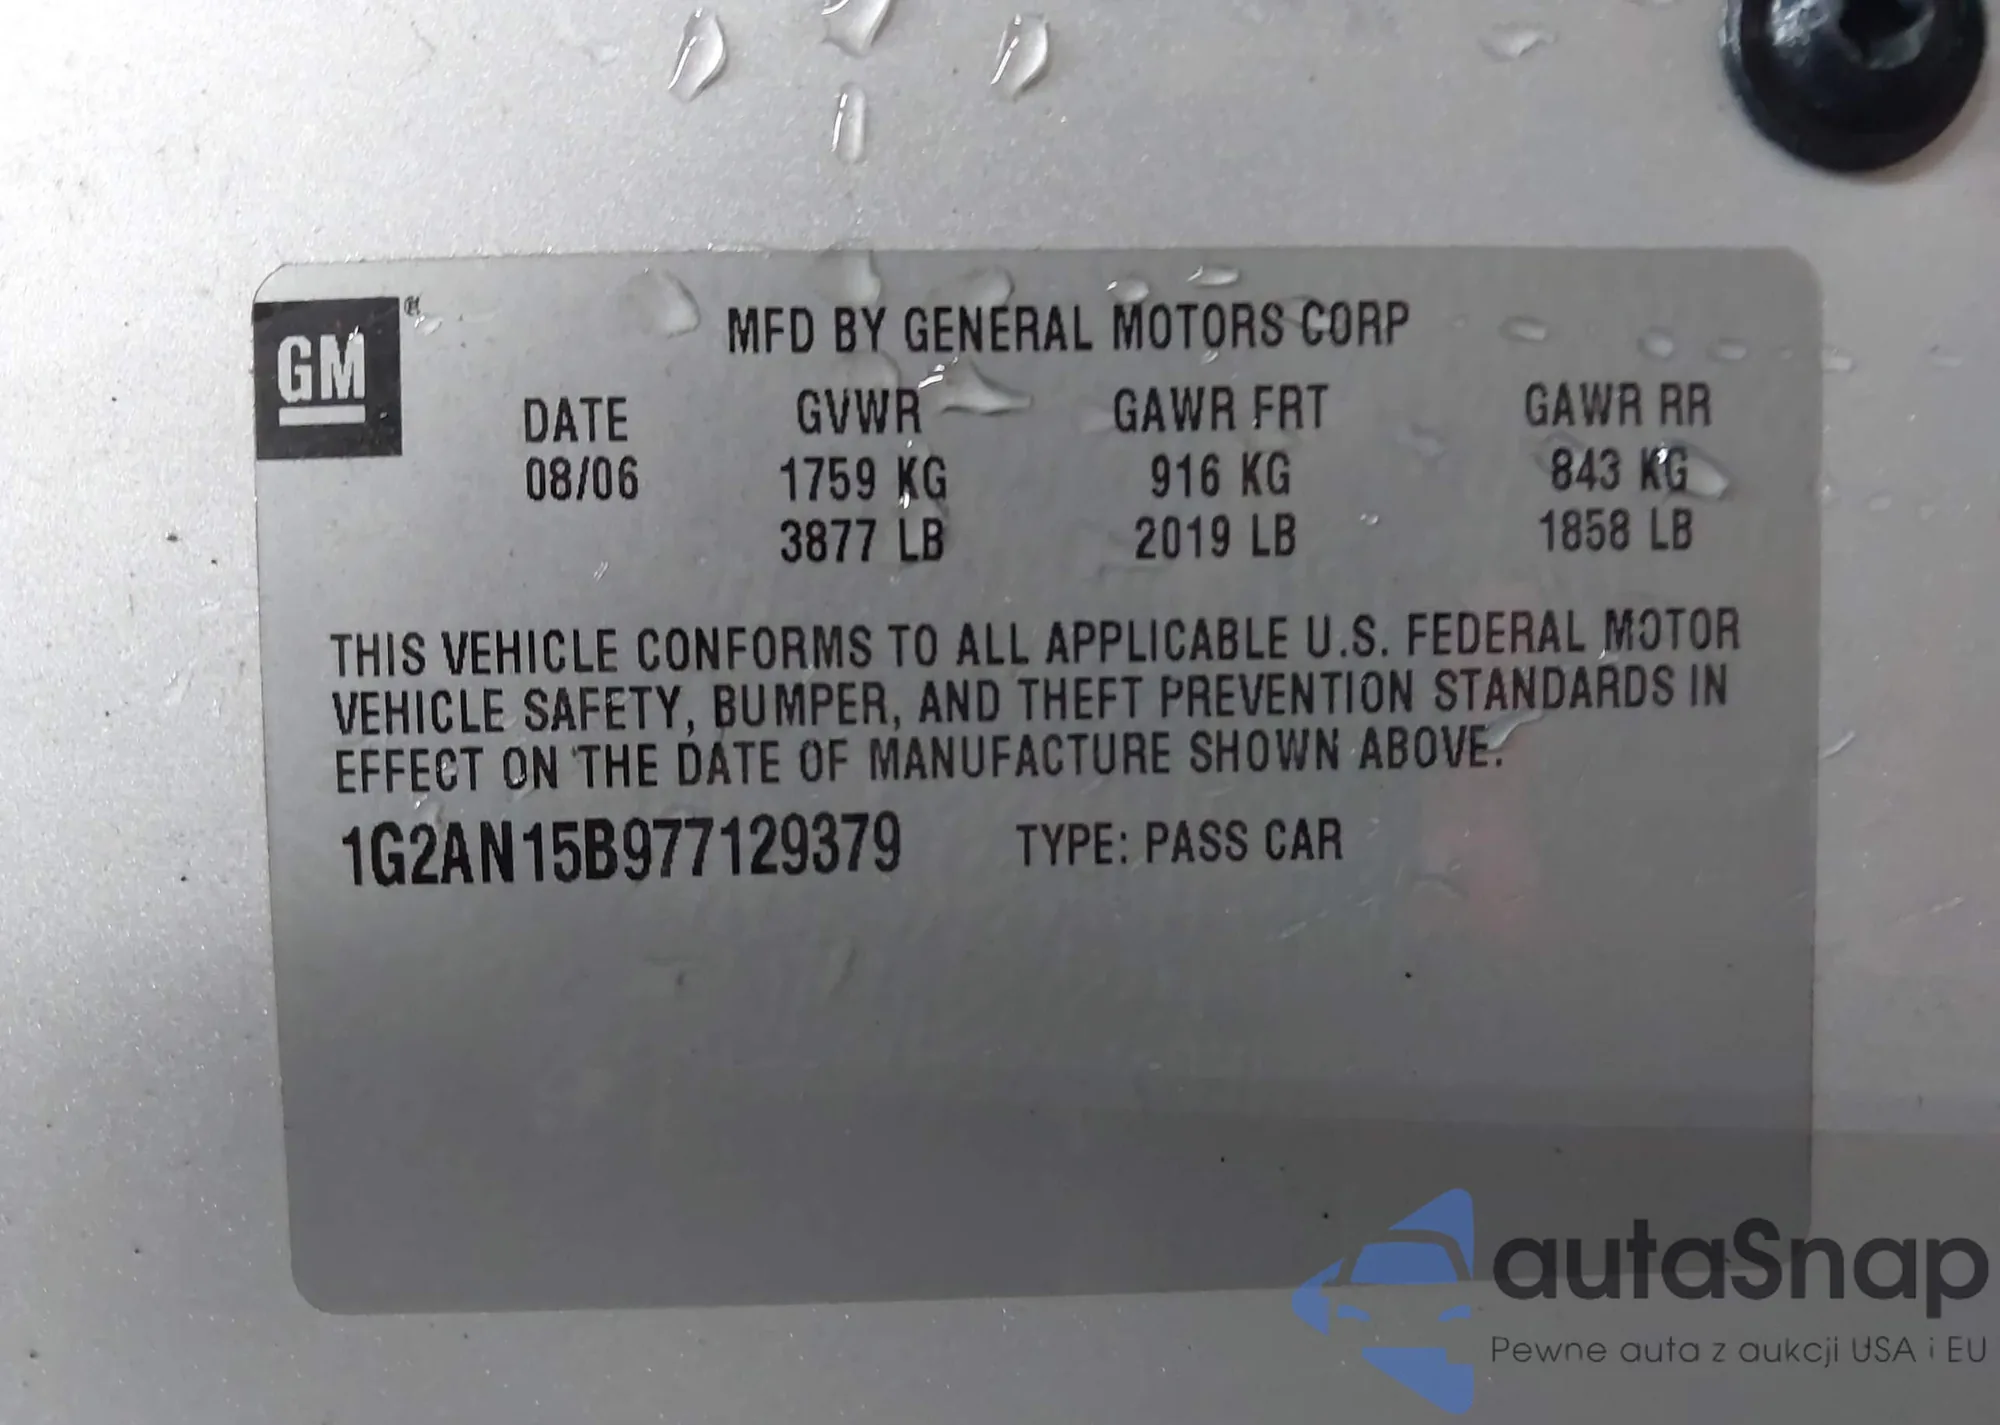 GM
MFD BY GENERAL MOTORS CORP
DATE GVWR GAWR FRT GAWR RR
08/06 1759 KG 916 KG 843 KG
3877 LB 2019 LB 1858 LB
THIS VEHICLE CONFORMS TO ALL APPLICABLE U.S. FEDERAL MOTOR
VEHICLE SAFETY, BUMPER, AND THEFT PREVENTION STANDARDS IN
EFFECT ON THE DATE OF MANUFACTURE SHOWN ABOVE.
1G2AN15B977129379 TYPE: PASS CAR
autoSnap
Pewne auta z aukcji USA i EU